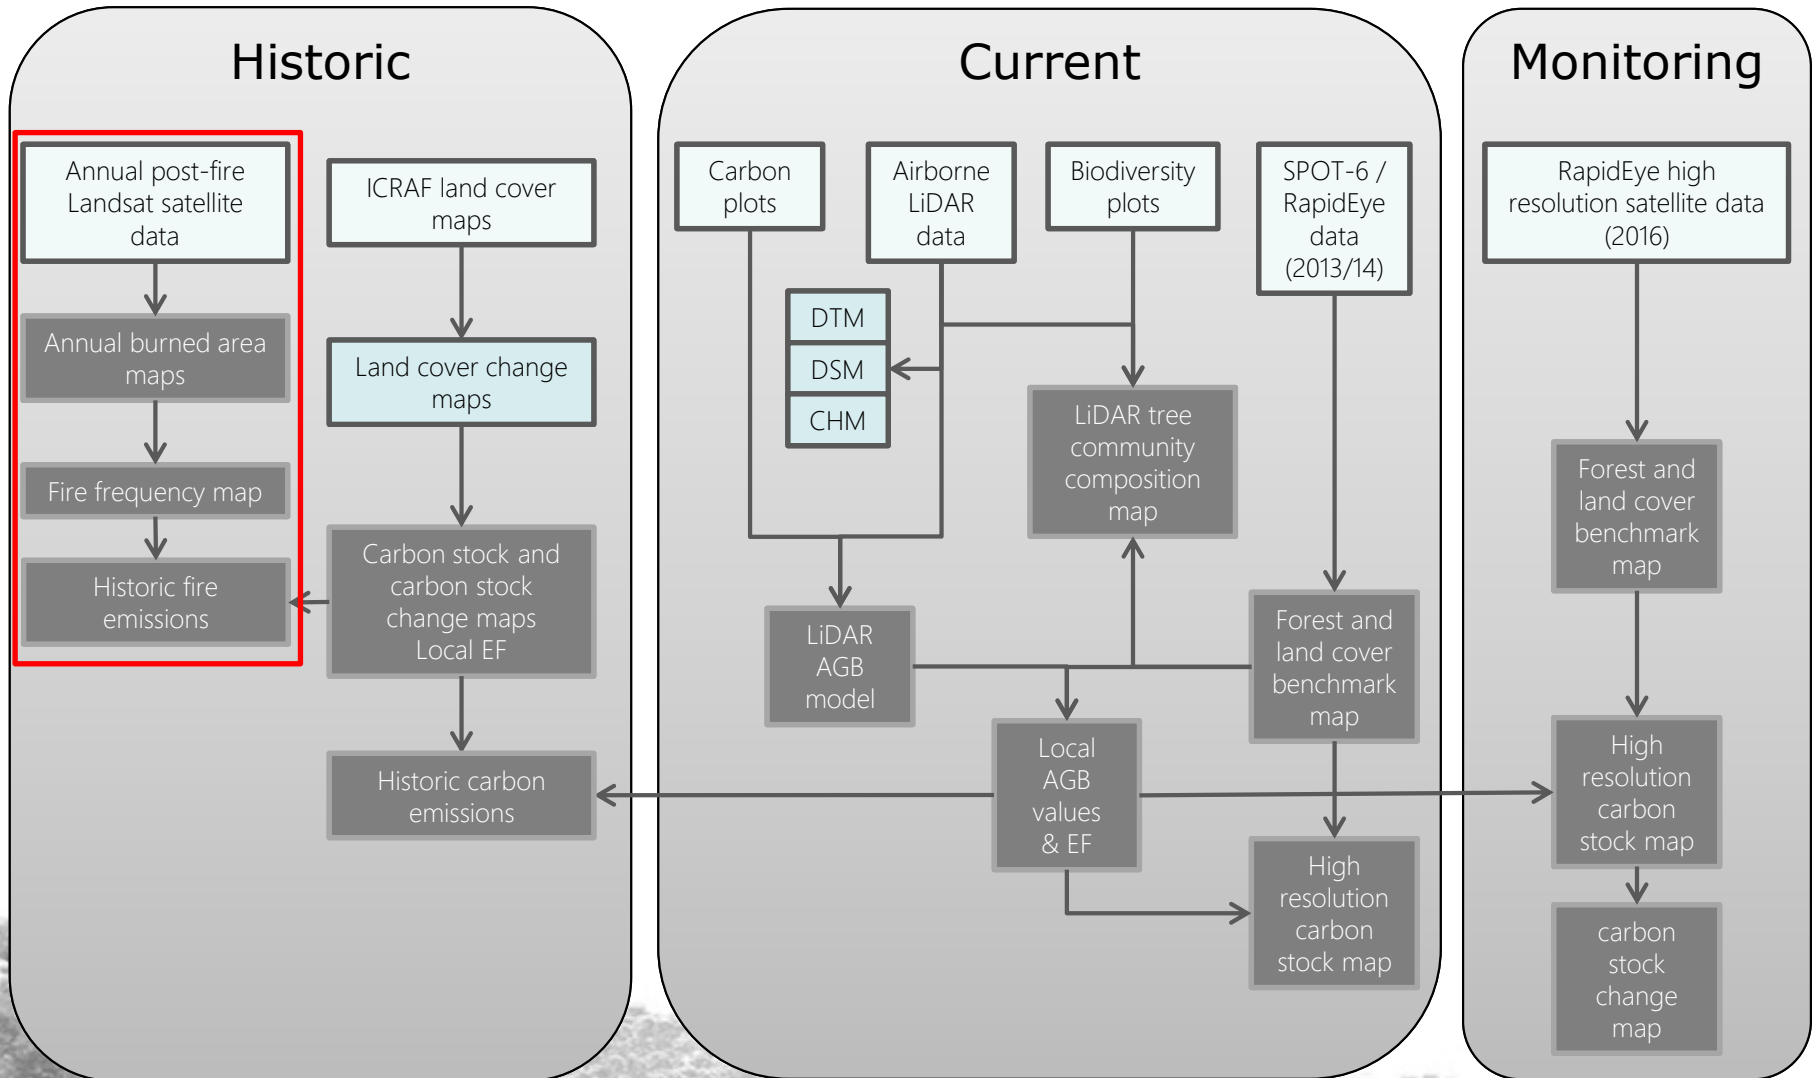 Historic
Annual post-fire
Landsat satellite
data
Annual burned area
maps
Fire frequency map
Historic fire
emissions
ICRAF land cover
maps
Land cover change
maps
Carbon stock and
carbon stock
change maps
Local EF
Historic carbon
emissions
Current
Carbon
plots
Airborne
LiDAR
data
Biodiversity
plots
SPOT-6 /
RapidEye
data
(2013/14)
DTM
DSM
CHM
LiDAR tree
community
composition
map
LiDAR
AGB
model
Forest and
land cover
benchmark
map
Local
AGB
values
& EF
High
resolution
carbon
stock map
Monitoring
RapidEye high
resolution satellite data
(2016)
Forest and
land cover
benchmark
map
High
resolution
carbon
stock map
carbon
stock
change
map